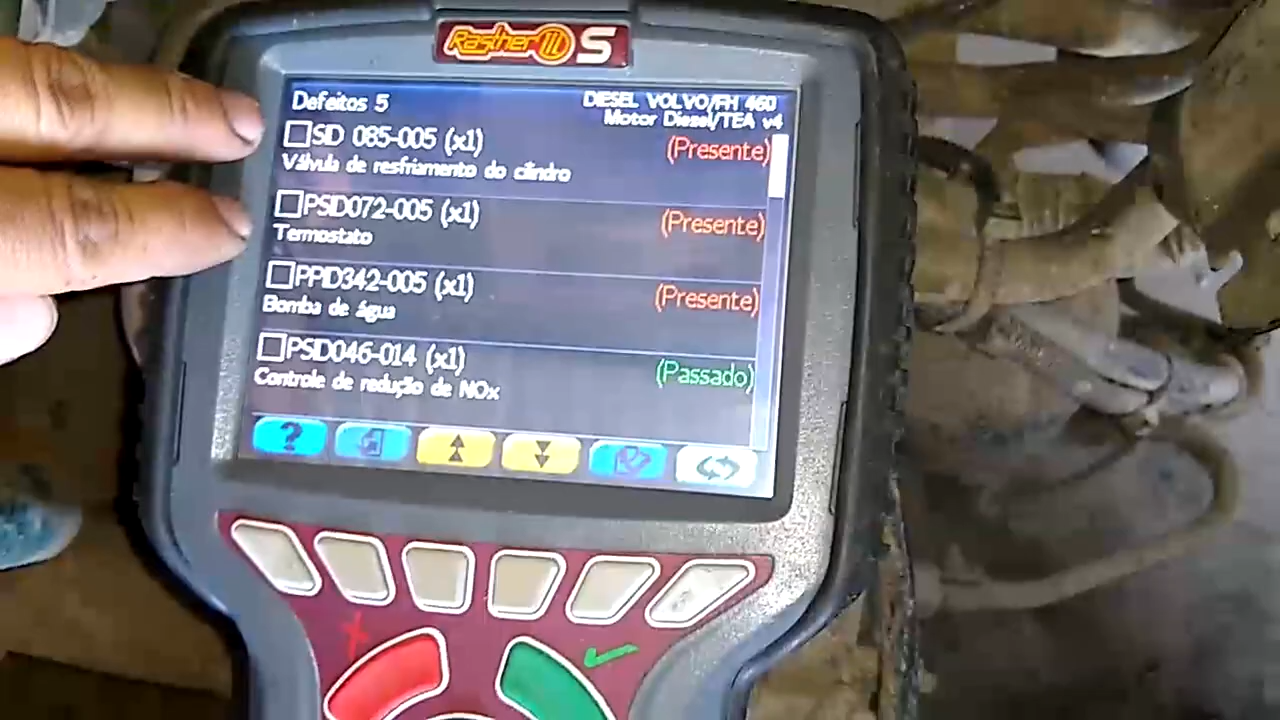 Rasther III S
Defeitos 5
DIESEL VOLVO/FH 460
Motor Diesel/TEA v4
SID 085-005 (x1)
(Presente)
Válvula de resfriamento do cilindro
PSID072-005 (x1)
(Presente)
Termostato
PPID342-005 (x1)
(Presente)
Bomba de água
PSID046-014 (x1)
(Passado)
Controle de redução de NOx
?